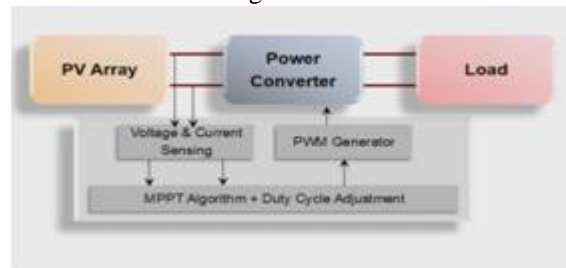 PV Array
Power
Converter
Load
Voltage & Current
Sensing
PWM Generator
MPPT Algorithm + Duty Cycle Adjustment